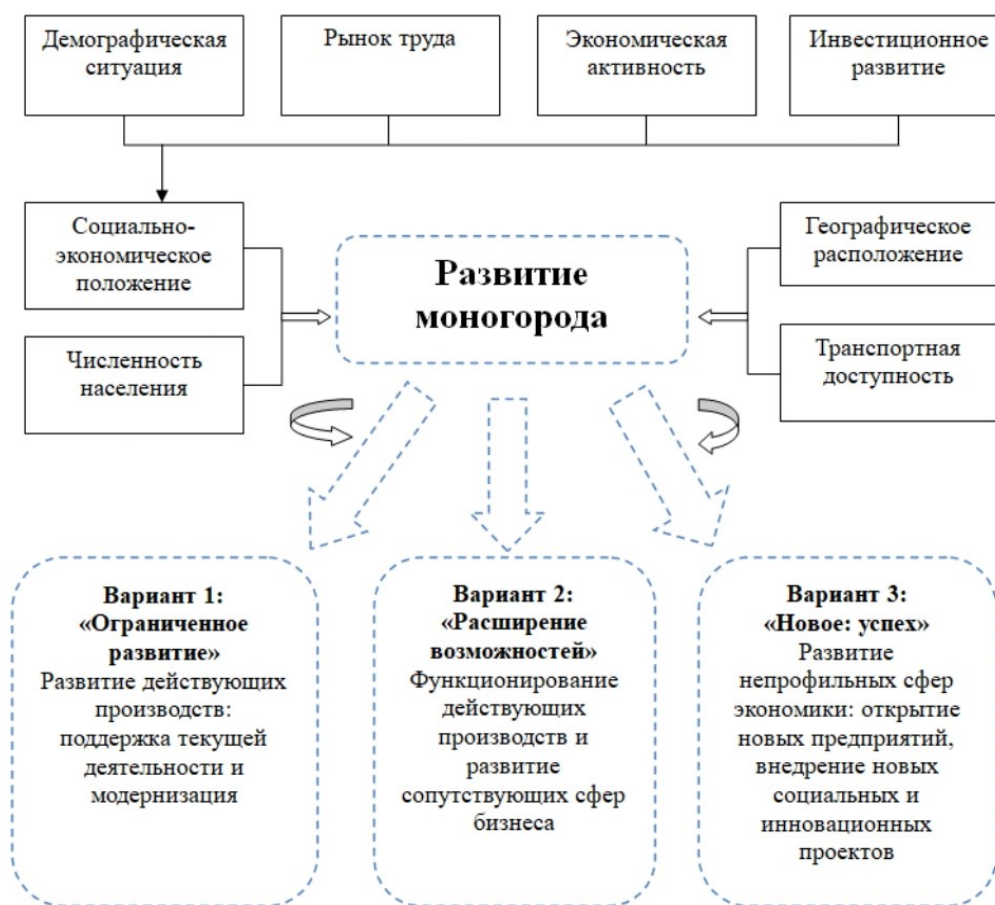 Демографическая
ситуация
Рынок труда
Экономическая
активность
Инвестиционное
развитие
Социально-
экономическое
положение
Численность
населения
Развитие
моногорода
Географическое
расположение
Транспортная
доступность
Вариант 1:
«Ограниченное
развитие»
Развитие действующих
производств:
поддержка текущей
деятельности и
модернизация
Вариант 2:
«Расширение
возможностей»
Функционирование
действующих
производств и
развитие
сопутствующих сфер
бизнеса
Вариант 3:
«Новое: успех»
Развитие
непрофильных сфер
экономики: открытие
новых предприятий,
внедрение новых
социальных и
инновационных
проектов